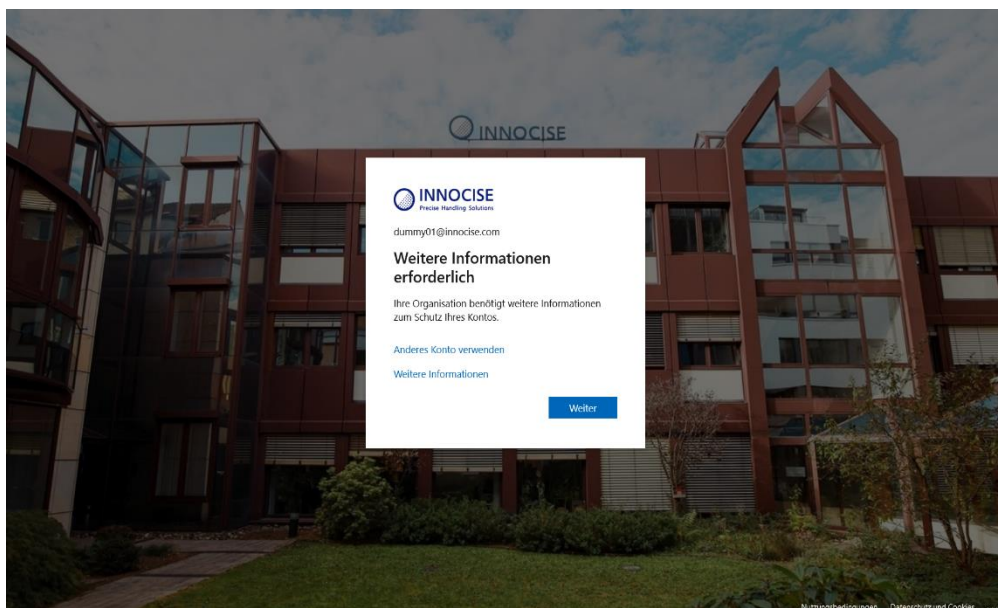 INNOCISE
INNOCISE
Precise Handling Solutions
dummy01@innocise.com
Weitere Informationen
erforderlich
Ihre Organisation benötigt weitere Informationen
zum Schutz Ihres Kontos.
Anderes Konto verwenden
Weitere Informationen
Weiter
Nutzungsbedingungen Datenschutz und Cookies